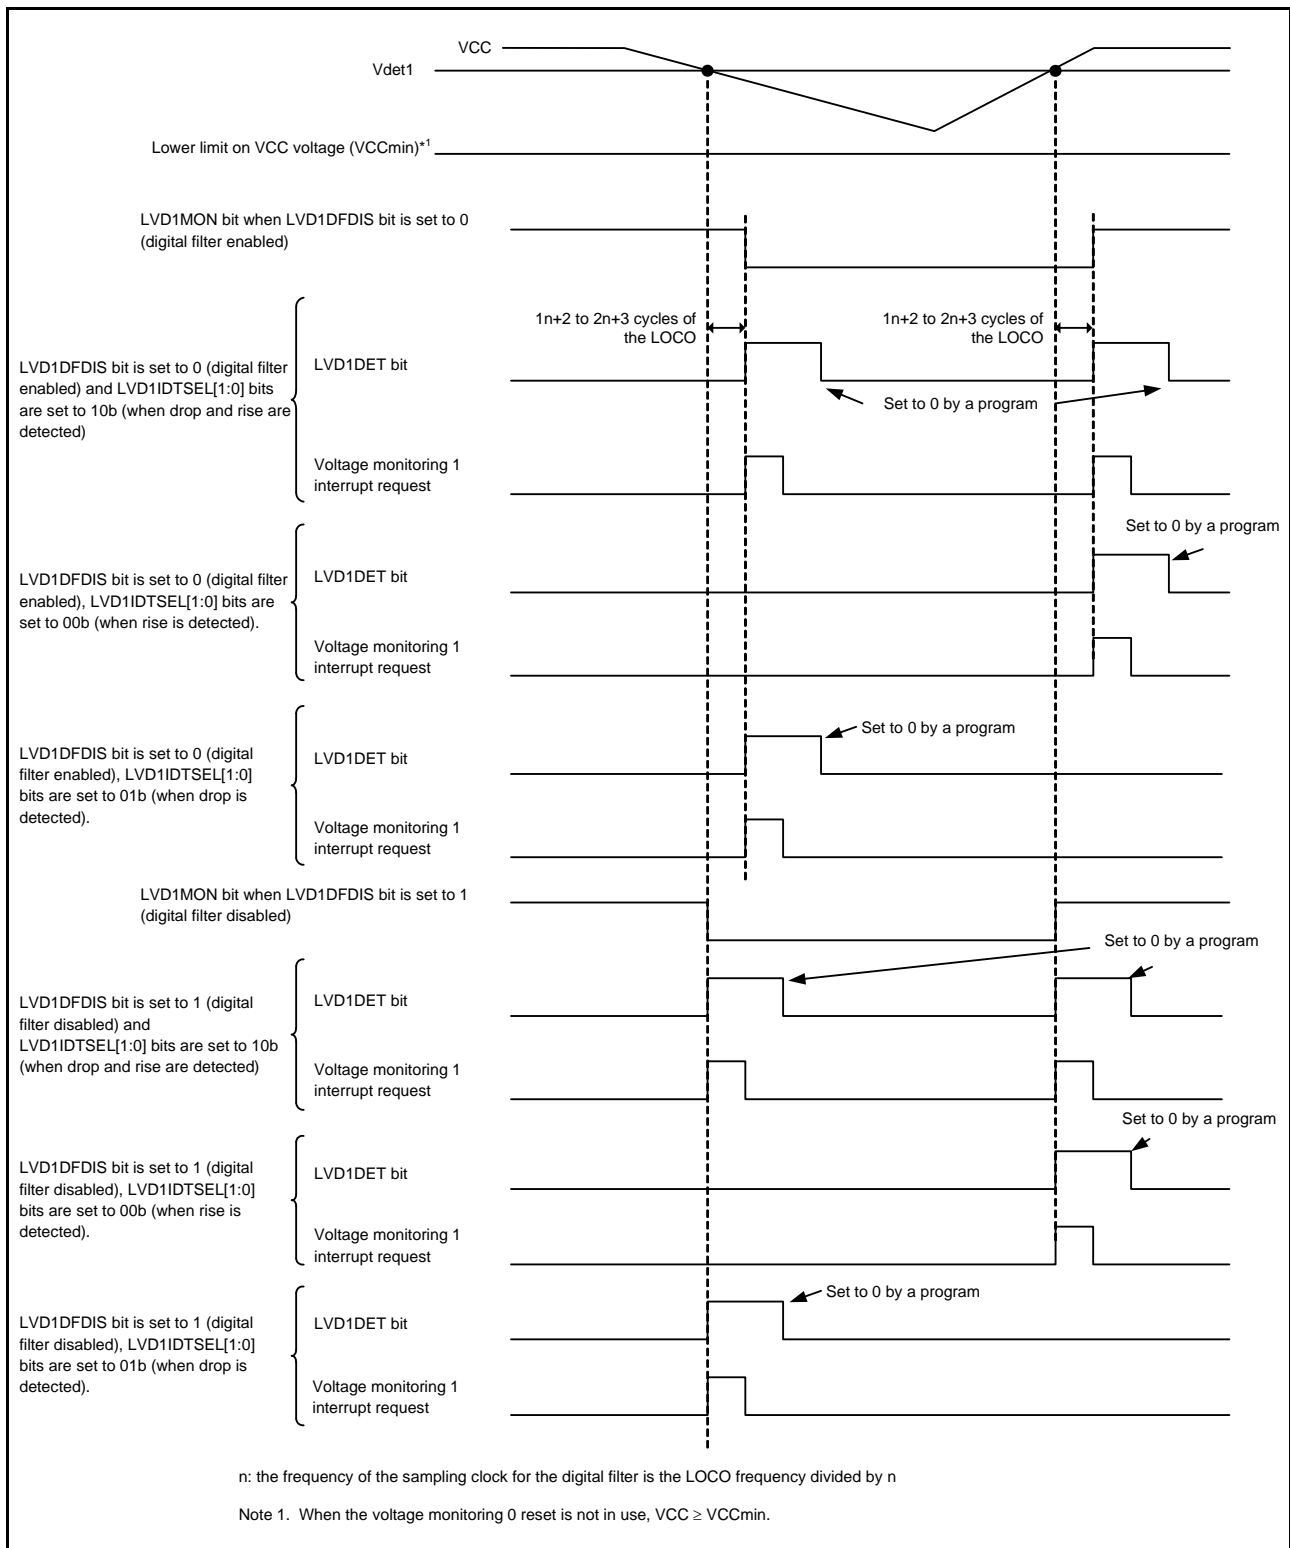 VCC
Vdet1
Lower limit on VCC voltage (VCCmin)*1
LVD1MON bit when LVD1DFDIS bit is set to 0
(digital filter enabled)
1n+2 to 2n+3 cycles of
the LOCO
1n+2 to 2n+3 cycles of
the LOCO
LVD1DFDIS bit is set to 0 (digital filter
enabled) and LVD1IDTSEL[1:0] bits
are set to 10b (when drop and rise are
detected)
LVD1DET bit
Set to 0 by a program
Voltage monitoring 1
interrupt request
Set to 0 by a program
LVD1DFDIS bit is set to 0 (digital filter
enabled), LVD1IDTSEL[1:0] bits are
set to 00b (when rise is detected).
LVD1DET bit
Voltage monitoring 1
interrupt request
Set to 0 by a program
LVD1DFDIS bit is set to 0 (digital
filter enabled), LVD1IDTSEL[1:0]
bits are set to 01b (when drop is
detected).
LVD1DET bit
Voltage monitoring 1
interrupt request
LVD1MON bit when LVD1DFDIS bit is set to 1
(digital filter disabled)
Set to 0 by a program
LVD1DFDIS bit is set to 1 (digital
filter disabled) and
LVD1IDTSEL[1:0] bits are set to 10b
(when drop and rise are detected)
LVD1DET bit
Voltage monitoring 1
interrupt request
Set to 0 by a program
LVD1DFDIS bit is set to 1 (digital
filter disabled), LVD1IDTSEL[1:0]
bits are set to 00b (when rise is
detected).
LVD1DET bit
Voltage monitoring 1
interrupt request
Set to 0 by a program
LVD1DFDIS bit is set to 1 (digital
filter disabled), LVD1IDTSEL[1:0]
bits are set to 01b (when drop is
detected).
LVD1DET bit
Voltage monitoring 1
interrupt request
n: the frequency of the sampling clock for the digital filter is the LOCO frequency divided by n
Note 1. When the voltage monitoring 0 reset is not in use, VCC ≥ VCCmin.